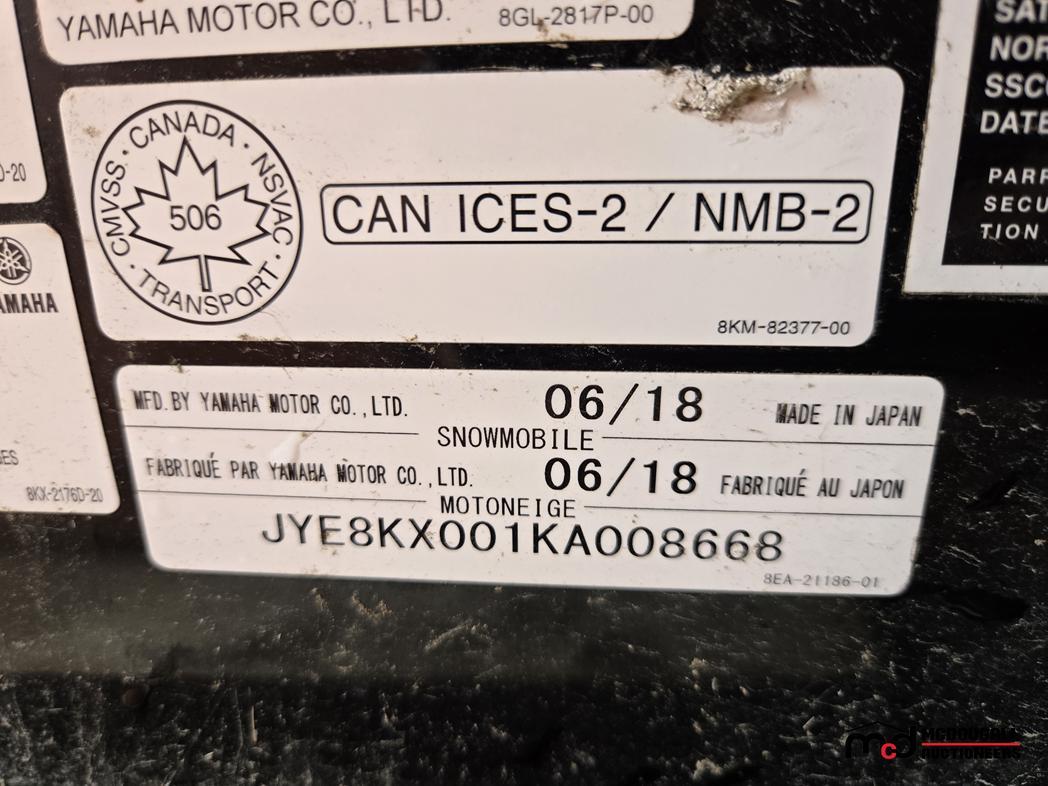 YAMAHA MOTOR CO., LTD. 8GL-2817P-00
CMVSS · CANADA · NSVAC · TRANSPORT ·
506
CAN ICES-2 / NMB-2
8KM-82377-00
SAT
NOR
DATE
PARF
SECU
TION
D-20
AMAHA
ES
8KX-2176D-20
MFD. BY YAMAHA MOTOR CO.,LTD. 06/18 MADE IN JAPAN
SNOWMOBILE
FABRIQUÉ PAR YAMAHA MOTOR CO.,LTD. 06/18 FABRIQUÉ AU JAPON
MOTONEIGE
JYE8KX001KA008668
8EA-21186-01
mcd